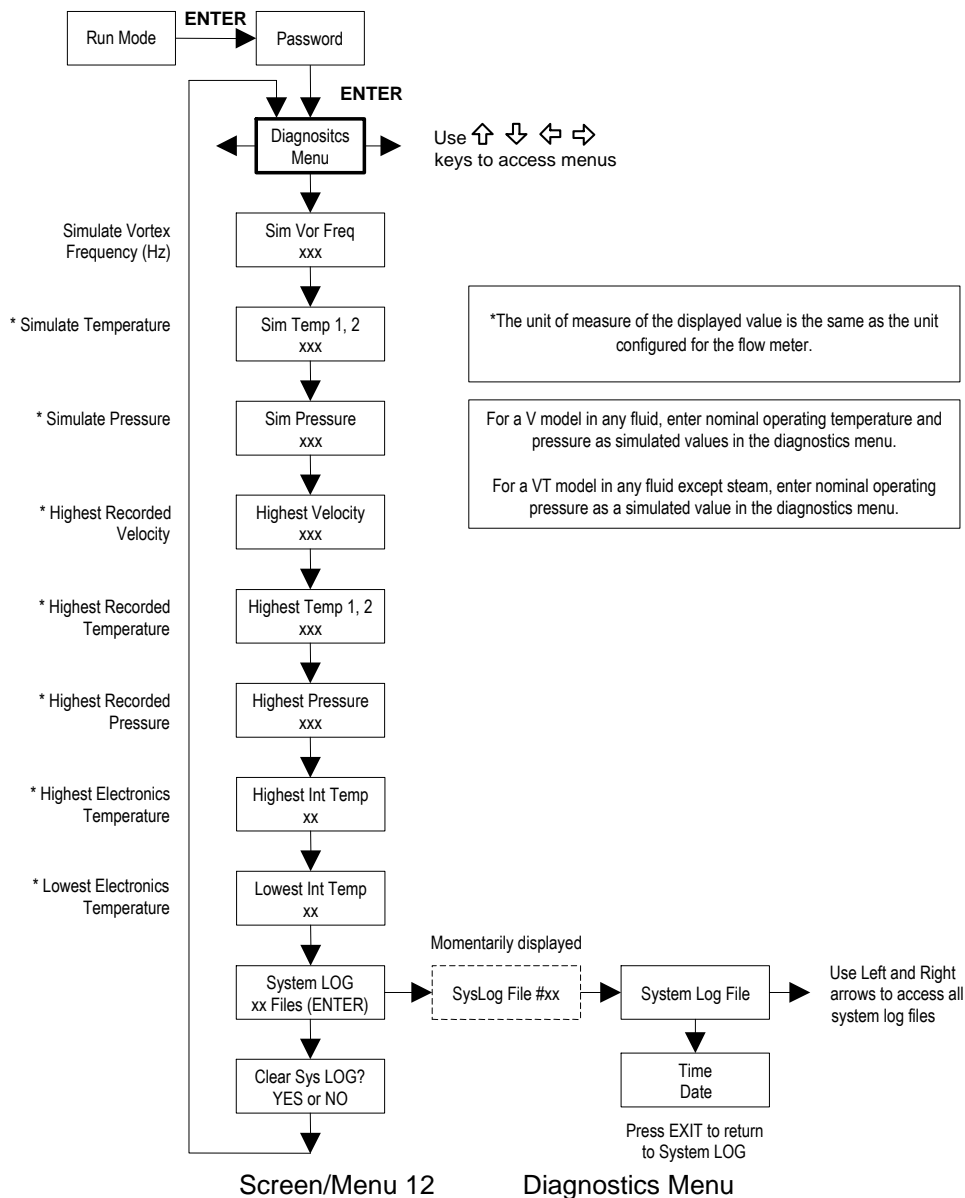 Run Mode
ENTER
Password
ENTER
Diagnositcs
Menu
Use ⇧ ⇩ ⇦ ⇨
keys to access menus
Simulate Vortex
Frequency (Hz)
Sim Vor Freq
xxx
* Simulate Temperature
Sim Temp 1, 2
xxx
*The unit of measure of the displayed value is the same as the unit
configured for the flow meter.
* Simulate Pressure
Sim Pressure
xxx
For a V model in any fluid, enter nominal operating temperature and
pressure as simulated values in the diagnostics menu.
For a VT model in any fluid except steam, enter nominal operating
pressure as a simulated value in the diagnostics menu.
* Highest Recorded
Velocity
Highest Velocity
xxx
* Highest Recorded
Temperature
Highest Temp 1, 2
xxx
* Highest Recorded
Pressure
Highest Pressure
xxx
* Highest Electronics
Temperature
Highest Int Temp
xx
* Lowest Electronics
Temperature
Lowest Int Temp
xx
System LOG
xx Files (ENTER)
Momentarily displayed
SysLog File #xx
System Log File
Use Left and Right
arrows to access all
system log files
Time
Date
Press EXIT to return
to System LOG
Clear Sys LOG?
YES or NO
Screen/Menu 12 Diagnostics Menu